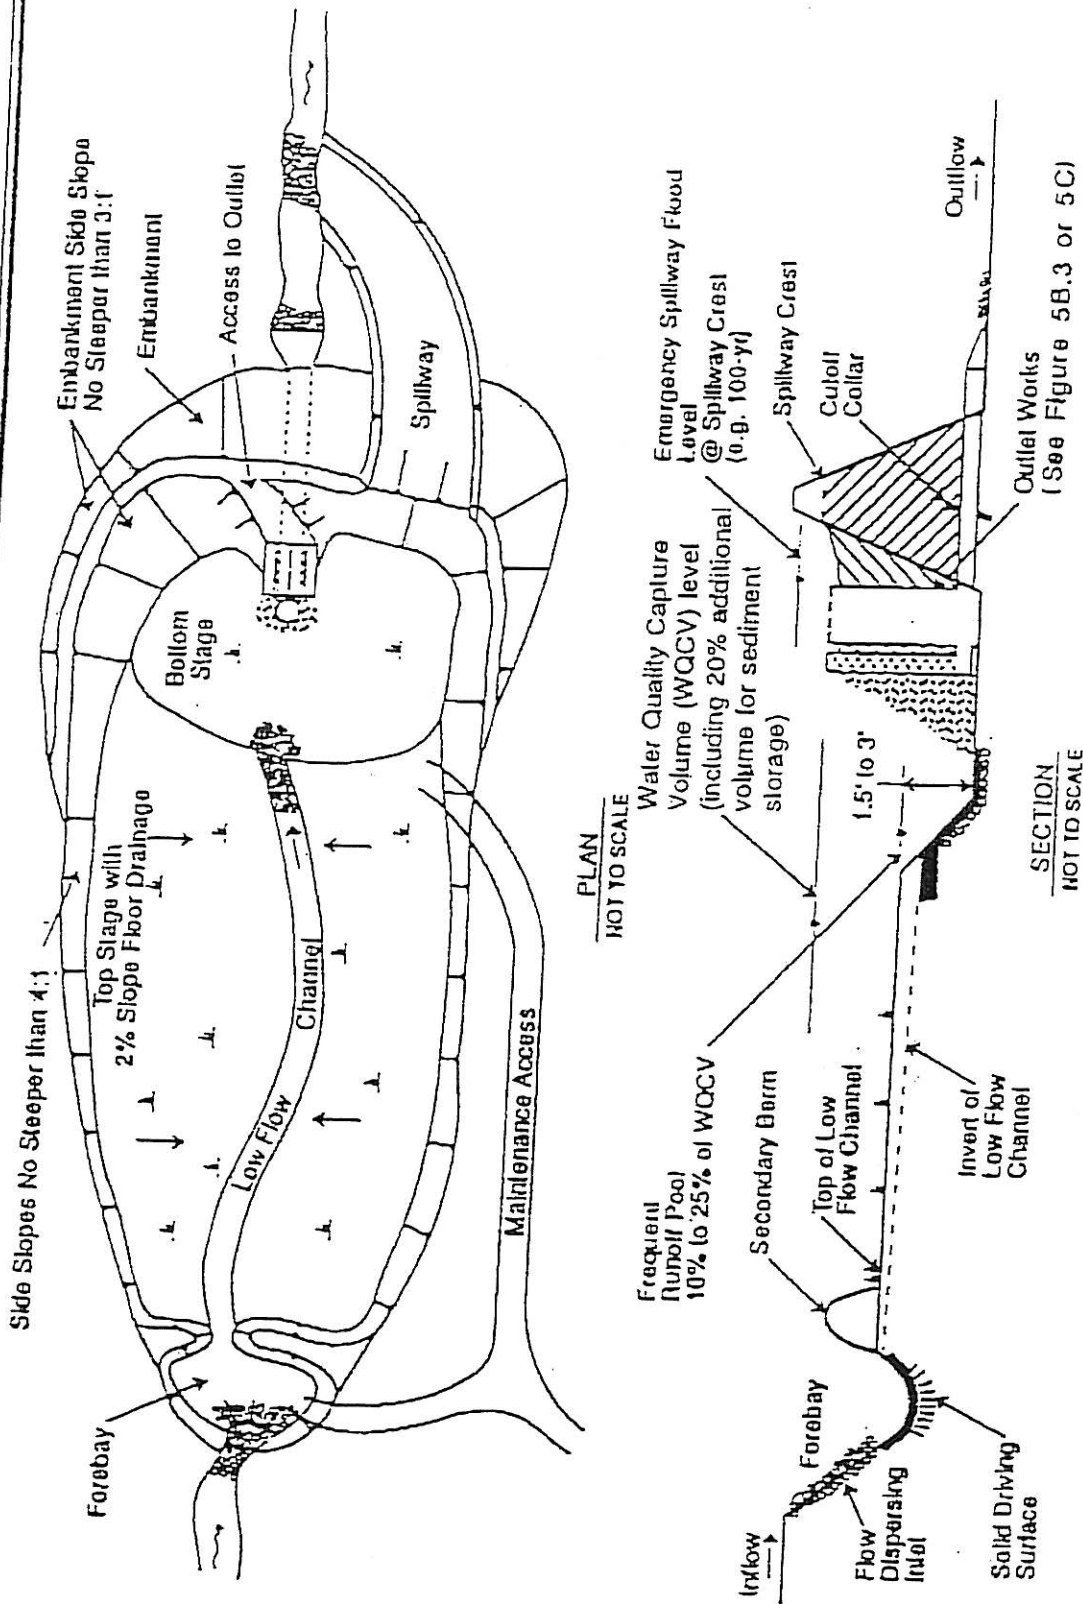 Side Slopes No Steeper than 4:1
Top Stage with
2% Slope Floor Drainage
Embankment Side Slope
No Steeper than 3:1
Embankment
Access to Outlet
Forebay
Bottom
Stage
Low Flow
Channel
Spillway
Maintenance Access
PLAN
NOT TO SCALE
Frequent
Runoff Pool
10% to 25% of WQCV
Water Quality Capture
Volume (WQCV) level
(including 20% additional
volume for sediment
storage)
Emergency Spillway Flood
Level
@ Spillway Crest
(e.g. 100-yr)
Spillway Crest
Cutoff
Collar
Secondary Berm
Top of Low
Flow Channel
1.5' to 3'
Inflow
Forebay
Flow
Dispersing
Inlet
Solid Driving
Surface
Invert of
Low Flow
Channel
Outflow
Outlet Works
(See Figure 5B.3 or 5C)
SECTION
NOT TO SCALE